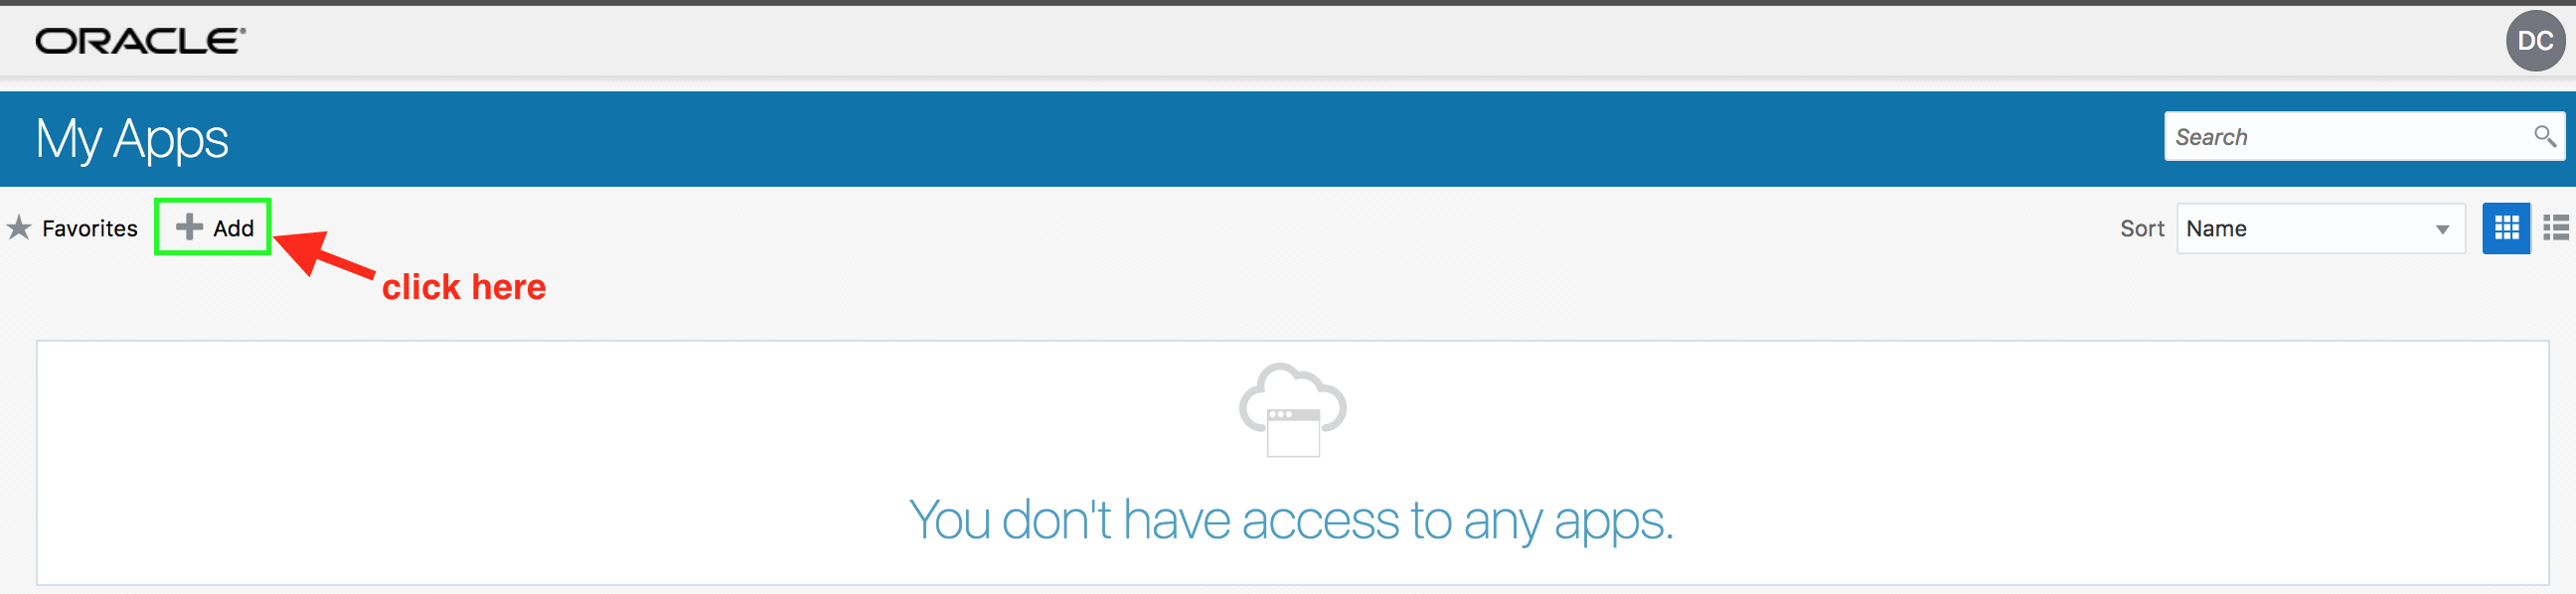 ORACLE
DC
My Apps
Search
Favorites
Add
Sort
Name
click here
You don't have access to any apps.